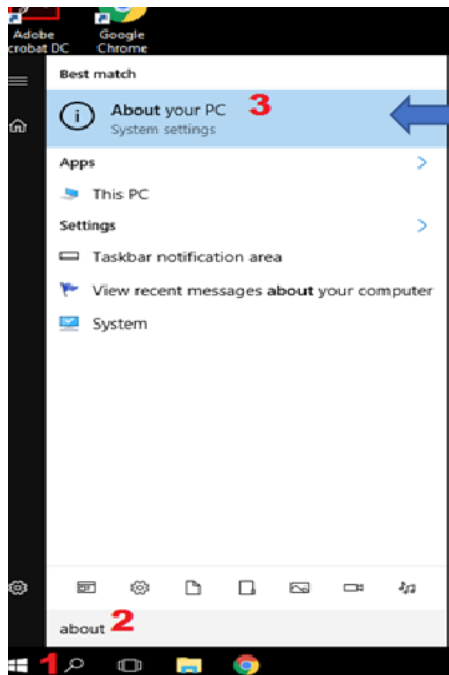 Adobe
crobat DC
Google
Chrome
Best match
About your PC 3
System settings
Apps
This PC
Settings
Taskbar notification area
View recent messages about your computer
System
about 2
1